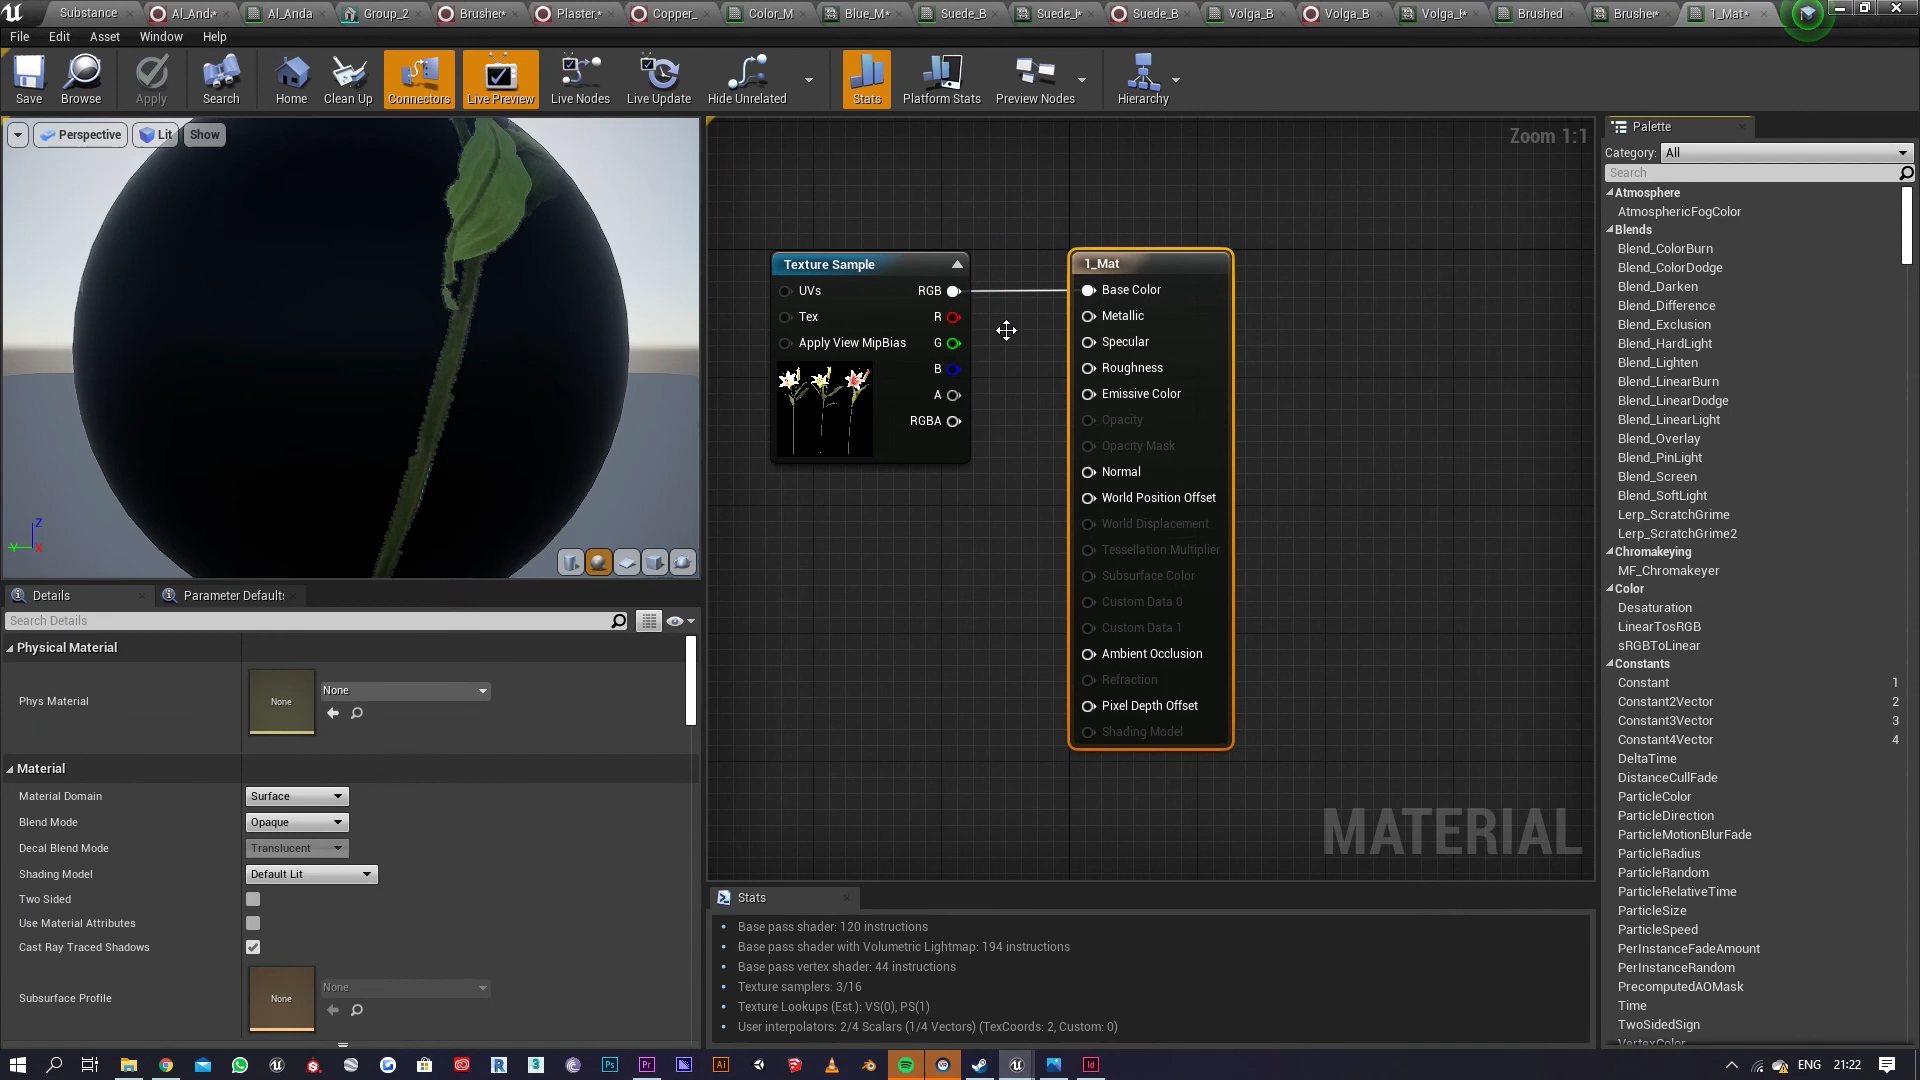 Substance
Al_Andı*
Al_Anda
Group_2
Brushe*
Plaster,*
Copper_
Color_M
Blue_M*
Suede_B
Suede_I*
Suede_B
Volga_B
Volga_B
Volga_I*
Brushed
Brushe*
1_Mat*
File Edit Asset Window Help
Save Browse Apply Search Home Clean Up Connectors Live Preview Live Nodes Live Update Hide Unrelated Stats Platform Stats Preview Nodes Hierarchy
Perspective Lit Show
Zoom 1:1
Texture Sample
UVs RGB
Tex R
Apply View MipBias G
B
A
RGBA
1_Mat
Base Color
Metallic
Specular
Roughness
Emissive Color
Opacity
Opacity Mask
Normal
World Position Offset
World Displacement
Tessellation Multiplier
Subsurface Color
Custom Data 0
Custom Data 1
Ambient Occlusion
Refraction
Pixel Depth Offset
Shading Model
MATERIAL
Z
Y X
Details Parameter Defaults
Search Details
Physical Material
Phys Material None None
Material
Material Domain Surface
Blend Mode Opaque
Decal Blend Mode Translucent
Shading Model Default Lit
Two Sided
Use Material Attributes
Cast Ray Traced Shadows
Subsurface Profile None None
Stats
Base pass shader: 120 instructions
Base pass shader with Volumetric Lightmap: 194 instructions
Base pass vertex shader: 44 instructions
Texture samplers: 3/16
Texture Lookups (Est.): VS(0), PS(1)
User interpolators: 2/4 Scalars (1/4 Vectors) (TexCoords: 2, Custom: 0)
Palette
Category: All
Search
Atmosphere
AtmosphericFogColor
Blends
Blend_ColorBurn
Blend_ColorDodge
Blend_Darken
Blend_Difference
Blend_Exclusion
Blend_HardLight
Blend_Lighten
Blend_LinearBurn
Blend_LinearDodge
Blend_LinearLight
Blend_Overlay
Blend_PinLight
Blend_Screen
Blend_SoftLight
Lerp_ScratchGrime
Lerp_ScratchGrime2
Chromakeying
MF_Chromakeyer
Color
Desaturation
LinearTosRGB
sRGBToLinear
Constants
Constant 1
Constant2Vector 2
Constant3Vector 3
Constant4Vector 4
DeltaTime
DistanceCullFade
ParticleColor
ParticleDirection
ParticleMotionBlurFade
ParticleRadius
ParticleRandom
ParticleRelativeTime
ParticleSize
ParticleSpeed
PerInstanceFadeAmount
PerInstanceRandom
PrecomputedAOMask
Time
TwoSidedSign
VertexColor
ENG 21:22